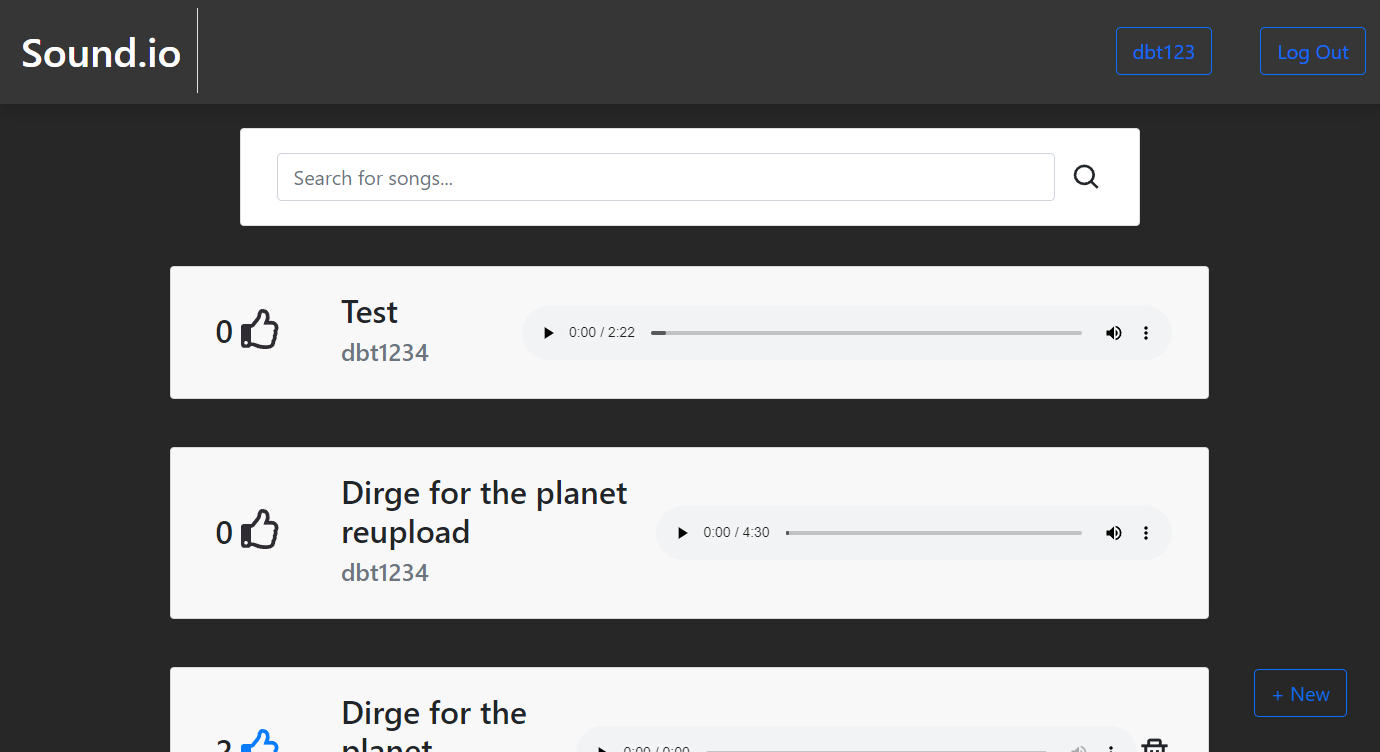 Sound.io
dbt123
Log Out
Search for songs...
0
Test
dbt1234
0:00 / 2:22
0
Dirge for the planet
reupload
dbt1234
0:00 / 4:30
2
Dirge for the
planet
0:00 / 0:00
+ New